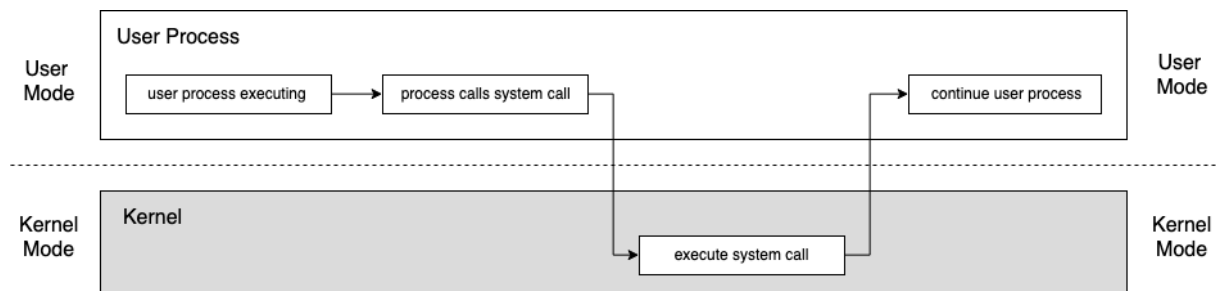 User Process
User
Mode
User
Mode
user process executing
process calls system call
continue user process
Kernel
Kernel
Mode
Kernel
Mode
execute system call